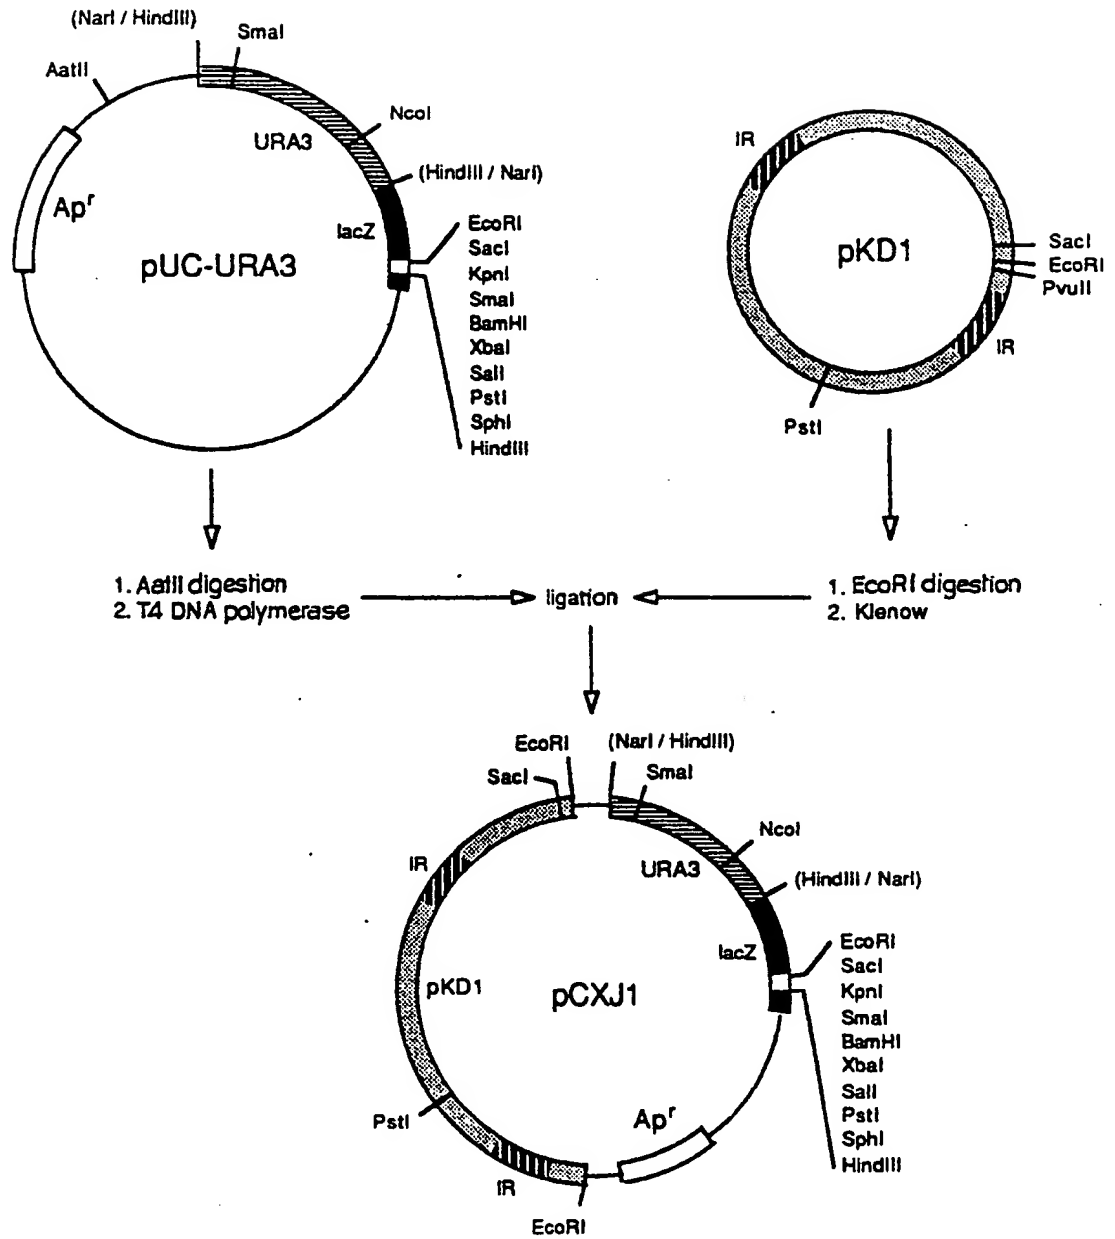 (NarI / HindIII)
SmaI
AatII
NcoI
URA3
(HindIII / NarI)
Apʳ
lacZ
pUC-URA3
EcoRI
SacI
KpnI
SmaI
BamHI
XbaI
SalI
PstI
SphI
HindIII
IR
pKD1
SacI
EcoRI
PvuII
IR
PstI
1. AatII digestion
2. T4 DNA polymerase
ligation
1. EcoRI digestion
2. Klenow
EcoRI
(NarI / HindIII)
SacI
SmaI
NcoI
IR
URA3
(HindIII / NarI)
lacZ
pKD1
pCXJ1
EcoRI
SacI
KpnI
SmaI
BamHI
XbaI
SalI
PstI
SphI
HindIII
PstI
Apʳ
IR
EcoRI